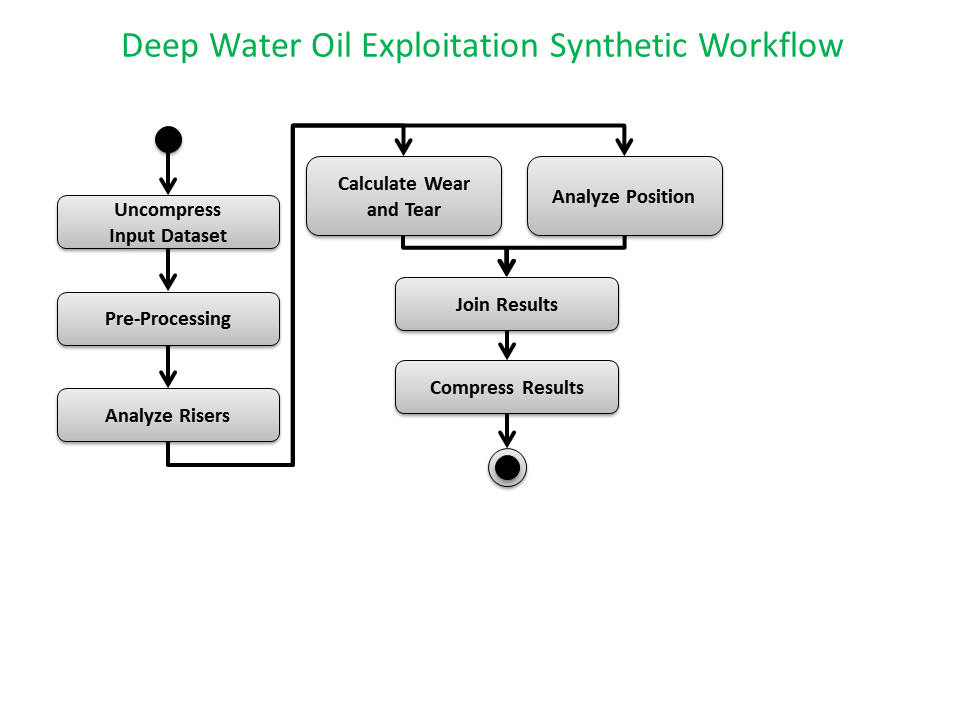 Deep Water Oil Exploitation Synthetic Workflow
Uncompress
Input Dataset
Pre-Processing
Analyze Risers
Calculate Wear
and Tear
Analyze Position
Join Results
Compress Results